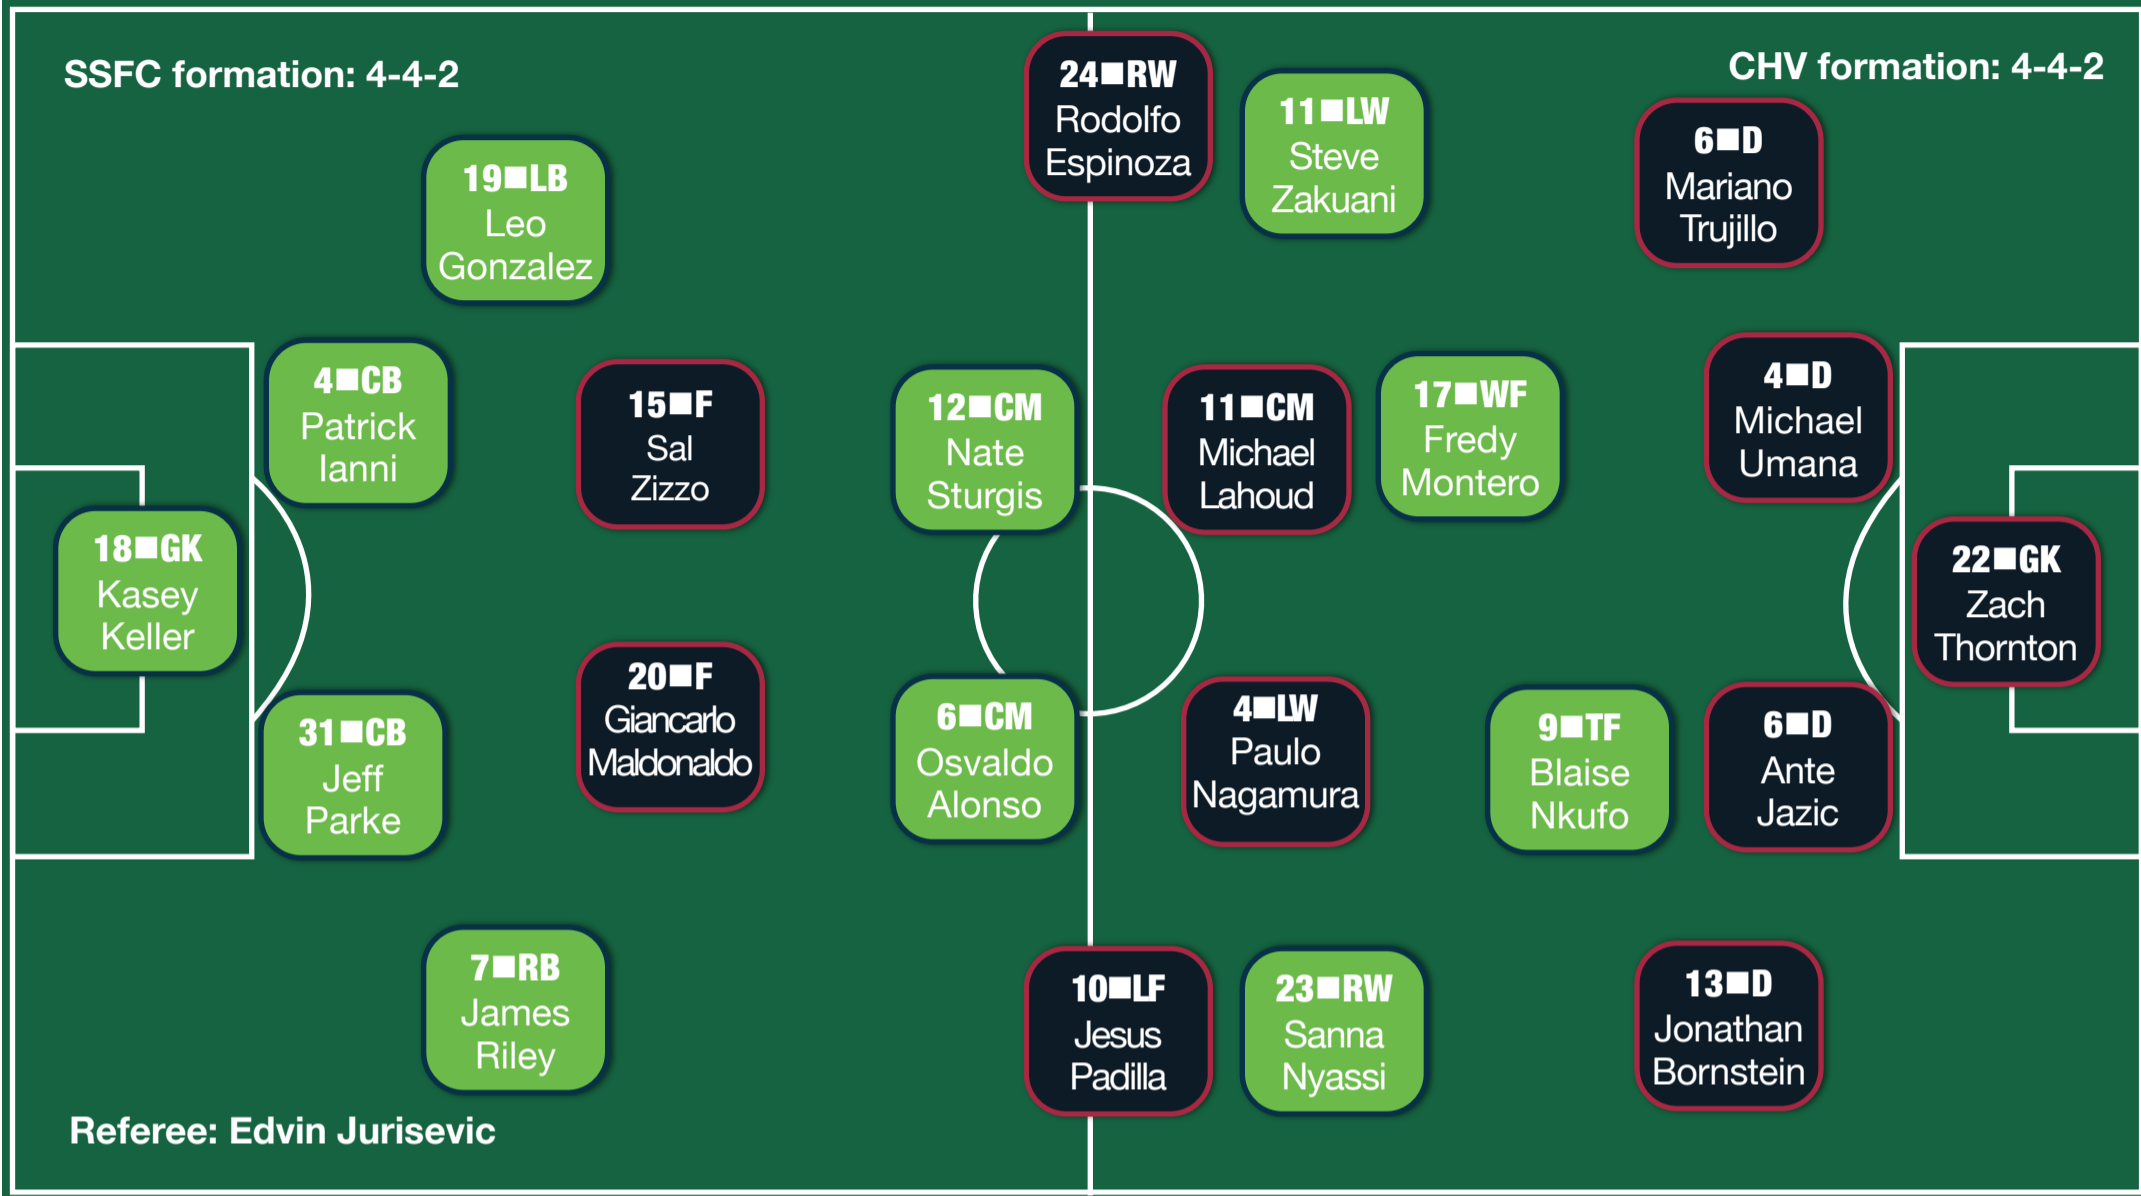 SSFC formation: 4-4-2
CHV formation: 4-4-2
24■RW
Rodolfo
Espinoza
11■LW
Steve
Zakuani
6■D
Mariano
Trujillo
19■LB
Leo
Gonzalez
4■CB
Patrick
Ianni
15■F
Sal
Zizzo
12■CM
Nate
Sturgis
11■CM
Michael
Lahoud
17■WF
Fredy
Montero
4■D
Michael
Umana
18■GK
Kasey
Keller
22■GK
Zach
Thornton
31■CB
Jeff
Parke
20■F
Giancarlo
Maldonaldo
6■CM
Osvaldo
Alonso
4■LW
Paulo
Nagamura
9■TF
Blaise
Nkufo
6■D
Ante
Jazic
7■RB
James
Riley
10■LF
Jesus
Padilla
23■RW
Sanna
Nyassi
13■D
Jonathan
Bornstein
Referee: Edvin Jurisevic